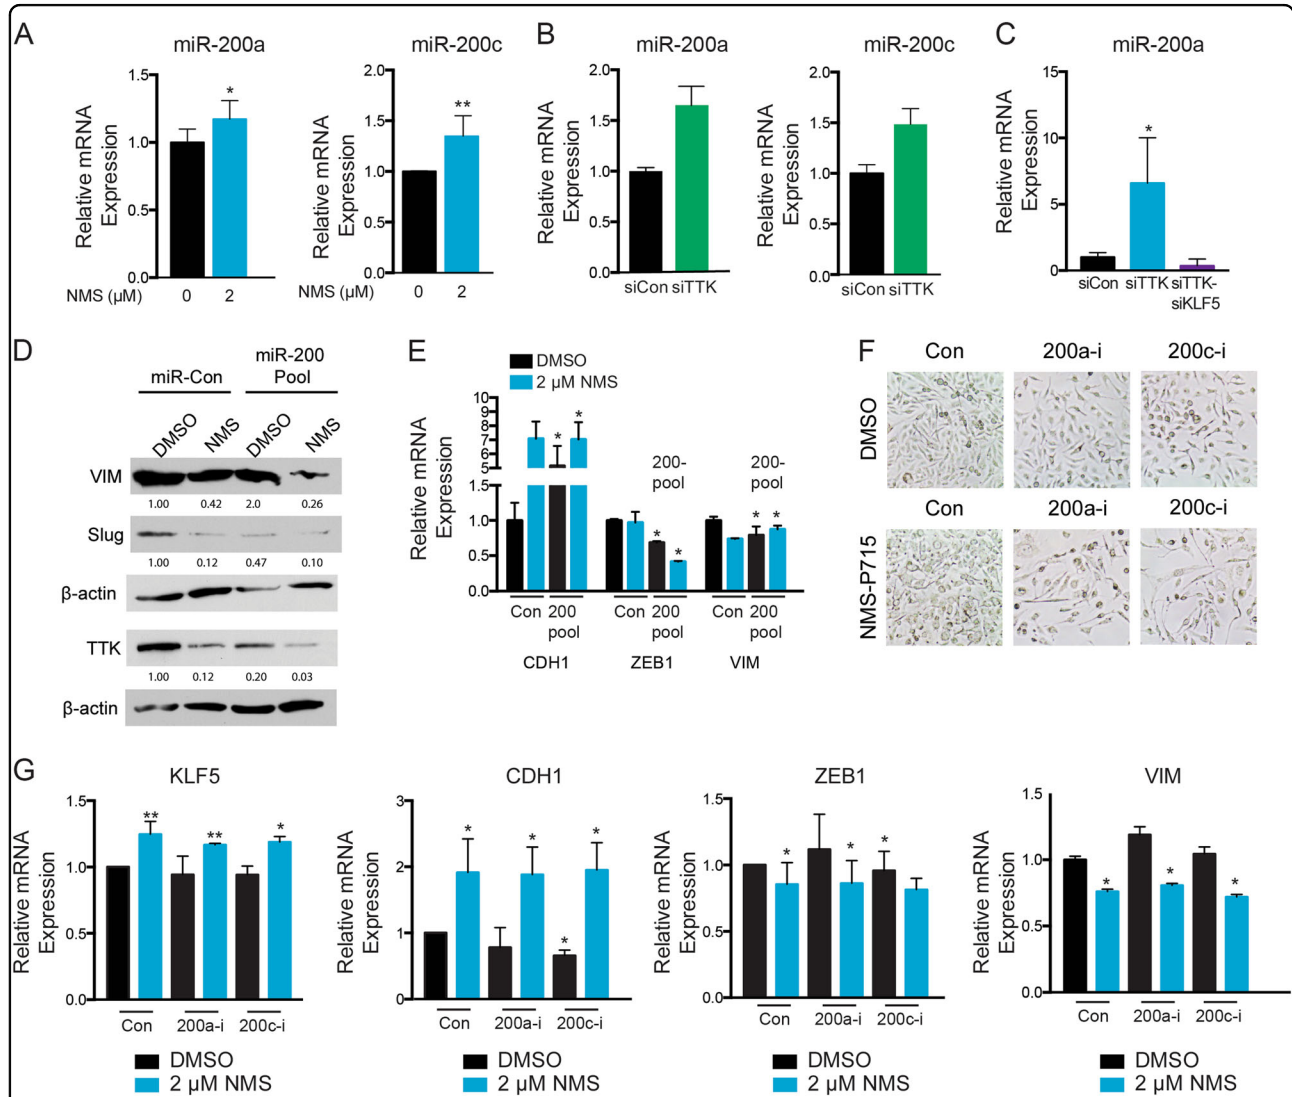 A
miR-200a
Relative mRNA
Expression
1.5
1.0
0.5
0.0
*
NMS (µM)
0
2
miR-200c
Relative mRNA
Expression
2.0
1.5
1.0
0.5
0.0
**
NMS (µM)
0
2
B
miR-200a
Relative mRNA
Expression
2.0
1.5
1.0
0.5
0.0
siCon siTTK
miR-200c
Relative mRNA
Expression
2.0
1.5
1.0
0.5
0.0
siCon siTTK
C
miR-200a
Relative mRNA
Expression
15
10
5
0
*
siCon siTTK siTTK-
siKLF5
D
miR-Con
miR-200
Pool
DMSO
NMS
DMSO
NMS
VIM
1.00 0.42 2.0 0.26
Slug
1.00 0.12 0.47 0.10
β-actin
TTK
1.00 0.12 0.20 0.03
β-actin
E
DMSO
2 µM NMS
Relative mRNA
Expression
10
9
8
7
6
5
1.5
1.0
0.5
0.0
* *
200-
pool
* *
200-
pool
* *
Con 200
pool
CDH1
Con 200
pool
ZEB1
Con 200
pool
VIM
F
Con
200a-i
200c-i
DMSO
Con
200a-i
200c-i
NMS-P715
G
KLF5
Relative mRNA
Expression
1.5
1.0
0.5
0.0
** ** *
Con 200a-i 200c-i
DMSO
2 µM NMS
CDH1
Relative mRNA
Expression
3
2
1
0
* * * *
Con 200a-i 200c-i
DMSO
2 µM NMS
ZEB1
Relative mRNA
Expression
1.5
1.0
0.5
0.0
* * *
Con 200a-i 200c-i
DMSO
2 µM NMS
VIM
Relative mRNA
Expression
1.5
1.0
0.5
0.0
* * *
Con 200a-i 200c-i
DMSO
2 µM NMS